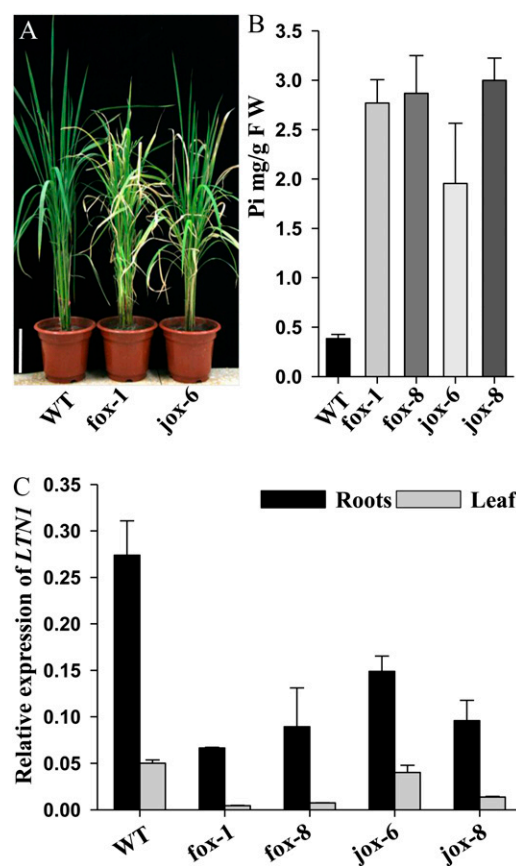 A
WT
fox-1
jox-6
B
Pi mg/g F W
3.5
3.0
2.5
2.0
1.5
1.0
0.5
0.0
WT
fox-1
fox-8
jox-6
jox-8
C
Relative expression of LTN1
0.35
0.30
0.25
0.20
0.15
0.10
0.05
0.00
Roots Leaf
WT
fox-1
fox-8
jox-6
jox-8